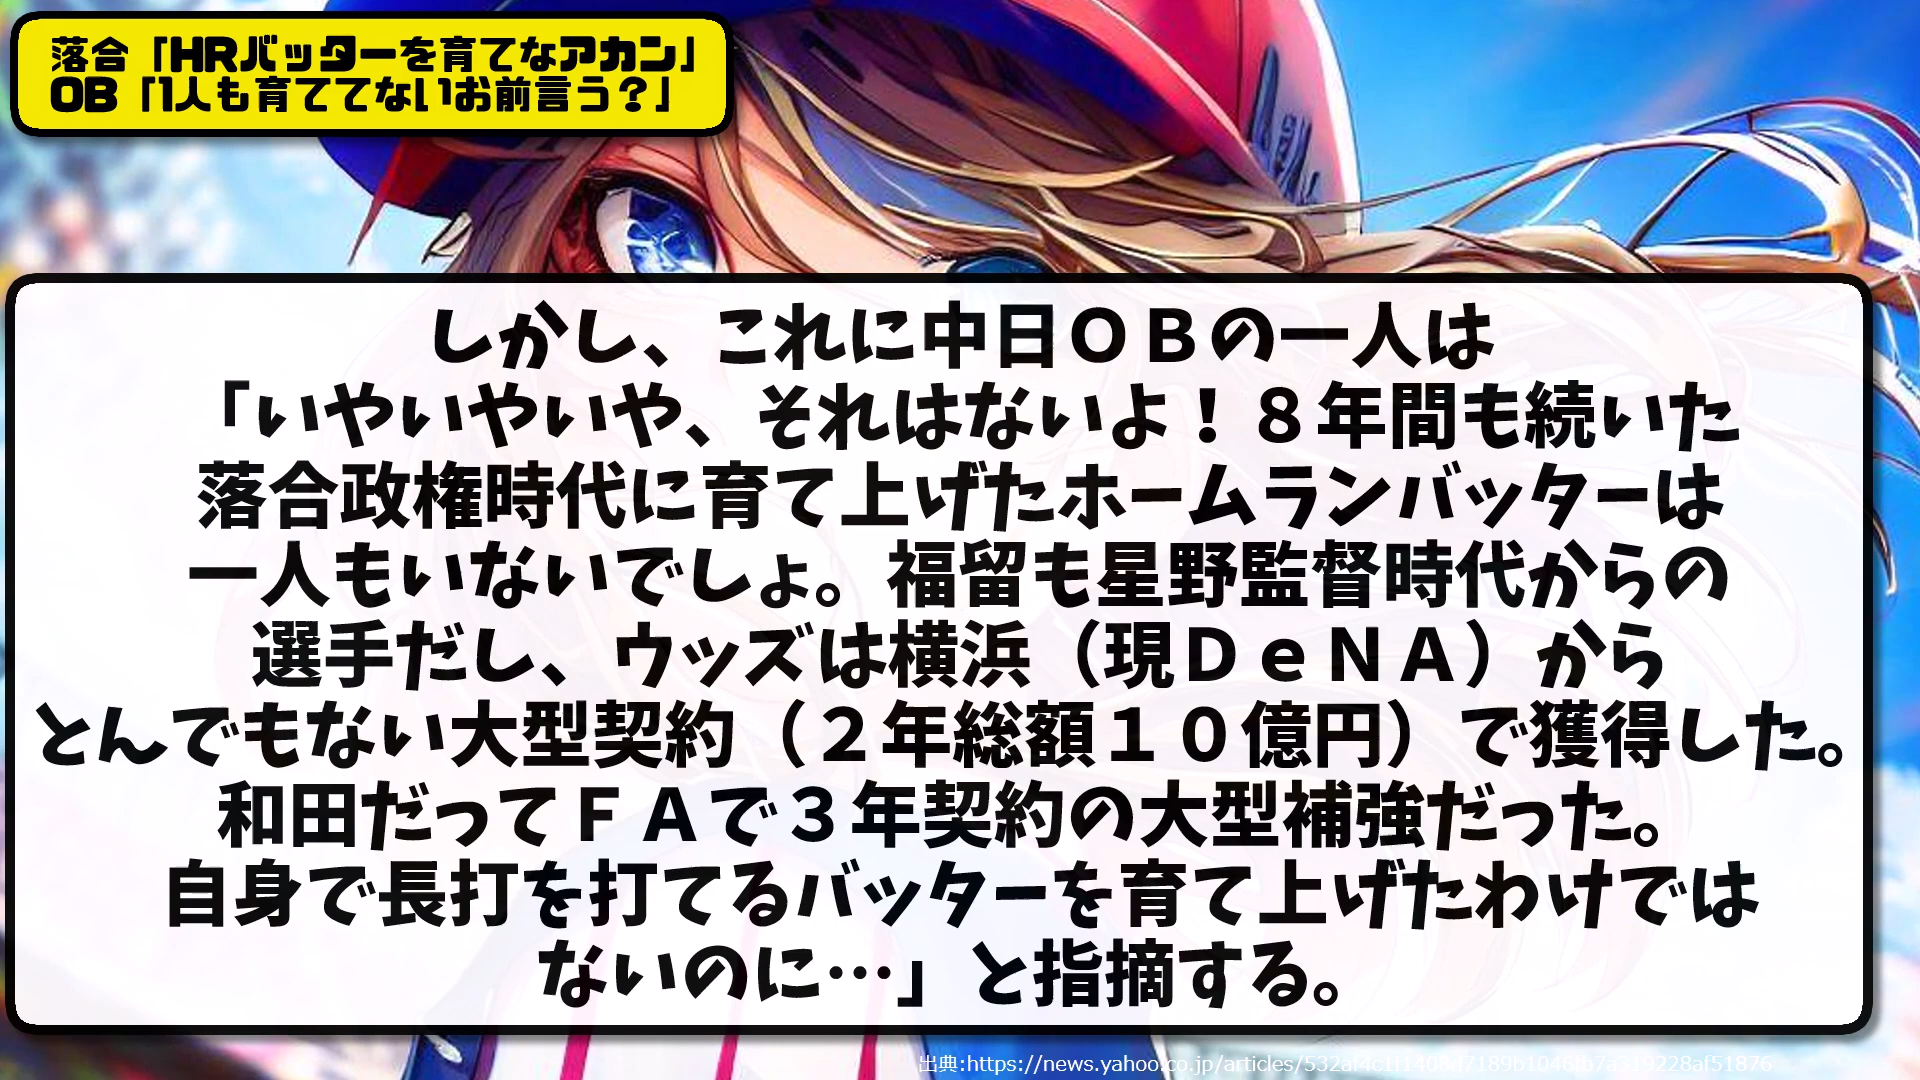 落合「HRバッターを育てなアカン」
OB「1人も育ててないお前言う?」
しかし、これに中日ＯＢの一人は
「いやいやいや、それはないよ！８年間も続いた
落合政権時代に育て上げたホームランバッターは
一人もいないでしょ。福留も星野監督時代からの
選手だし、ウッズは横浜（現ＤｅＮＡ）から
とんでもない大型契約（２年総額１０億円）で獲得した。
和田だってＦＡで３年契約の大型補強だった。
自身で長打を打てるバッターを育て上げたわけでは
ないのに…」と指摘する。
出典:https://news.yahoo.co.jp/articles/